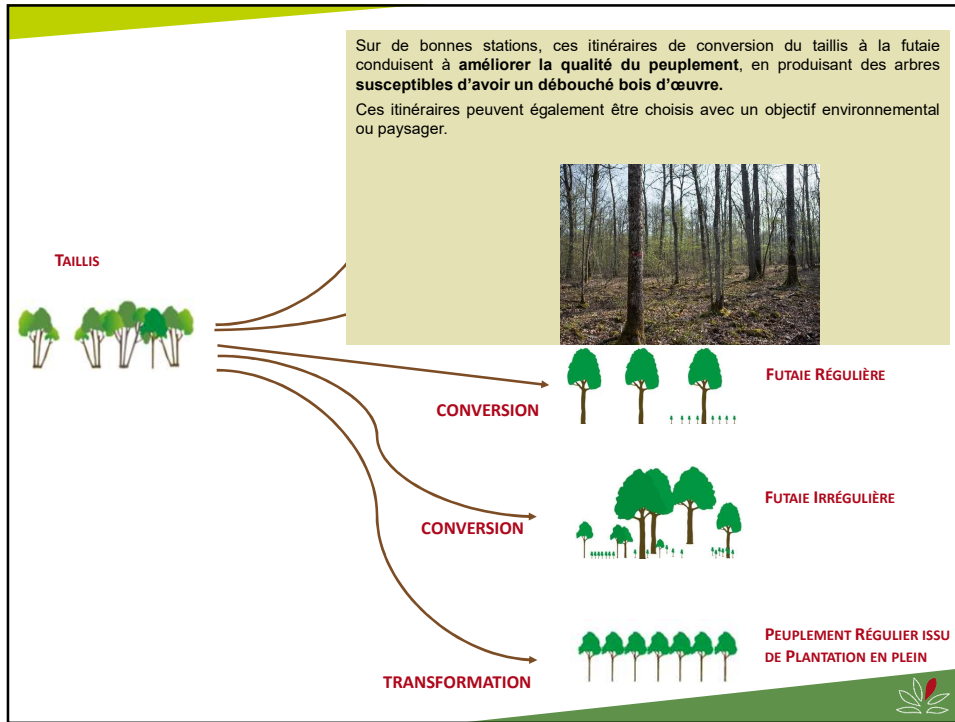 Sur de bonnes stations, ces itinéraires de conversion du taillis à la futaie
conduisent à améliorer la qualité du peuplement, en produisant des arbres
susceptibles d'avoir un débouché bois d'œuvre.
Ces itinéraires peuvent également être choisis avec un objectif environnemental
ou paysager.
TAILLIS
FUTAIE RÉGULIÈRE
CONVERSION
FUTAIE IRRÉGULIÈRE
CONVERSION
PEUPLEMENT RÉGULIER ISSU
DE PLANTATION EN PLEIN
TRANSFORMATION